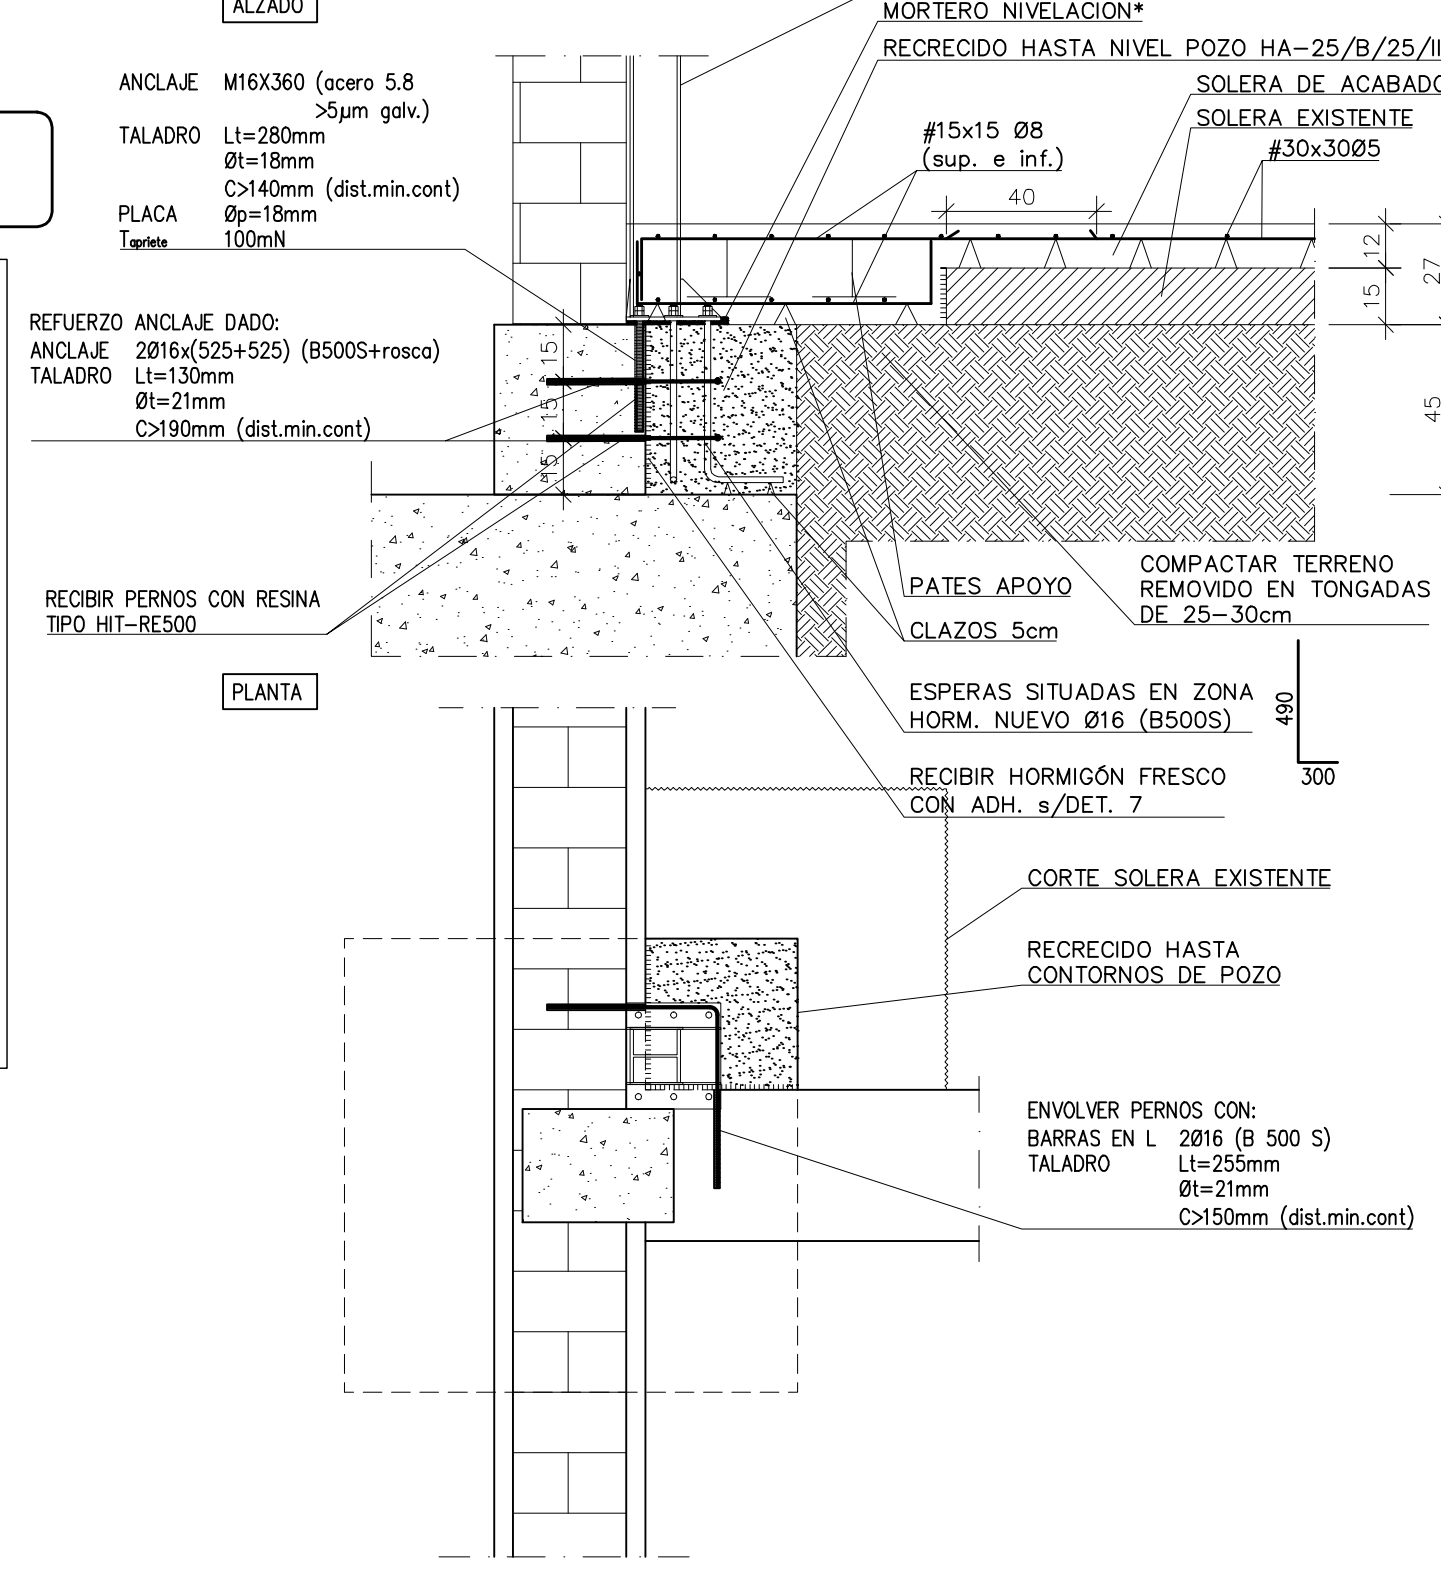 ALZADO
MORTERO NIVELACION*
RECRECIDO HASTA NIVEL POZO HA-25/B/25/II
SOLERA DE ACABADO
SOLERA EXISTENTE
#30x30Ø5
#15x15 Ø8
(sup. e inf.)
40
12
15
27
45
ANCLAJE M16X360 (acero 5.8
>5µm galv.)
TALADRO Lt=280mm
Øt=18mm
C>140mm (dist.min.cont)
PLACA Øp=18mm
Tapriete 100mN
REFUERZO ANCLAJE DADO:
ANCLAJE 2Ø16x(525+525) (B500S+rosca)
TALADRO Lt=130mm
Øt=21mm
C>190mm (dist.min.cont)
15
15
15
RECIBIR PERNOS CON RESINA
TIPO HIT-RE500
PATES APOYO
CLAZOS 5cm
COMPACTAR TERRENO
REMOVIDO EN TONGADAS
DE 25-30cm
ESPERAS SITUADAS EN ZONA
HORM. NUEVO Ø16 (B500S)
490
300
RECIBIR HORMIGÓN FRESCO
CON ADH. s/DET. 7
PLANTA
CORTE SOLERA EXISTENTE
RECRECIDO HASTA
CONTORNOS DE POZO
ENVOLVER PERNOS CON:
BARRAS EN L 2Ø16 (B 500 S)
TALADRO Lt=255mm
Øt=21mm
C>150mm (dist.min.cont)